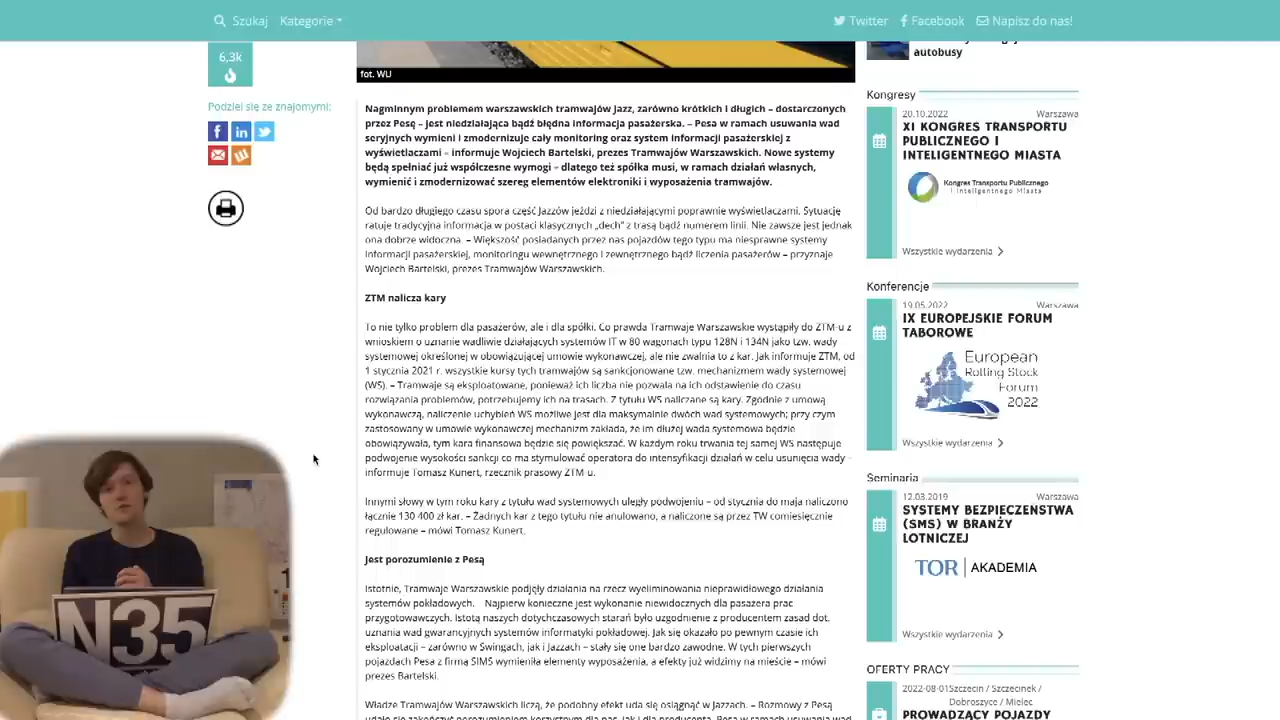 Szukaj Kategorie Twitter Facebook Napisz do nas!
6,3k
Podziel się ze znajomymi:
fot. WU
Nagminnym problemem warszawskich tramwajów Jazz, zarówno krótkich i długich – dostarczonych
przez Pesę – jest niedziałająca bądź błędna informacja pasażerska. – Pesa w ramach usuwania wad
seryjnych wymieni i zmodernizuje cały monitoring oraz system informacji pasażerskiej z
wyświetlaczami – informuje Wojciech Bartelski, prezes Tramwajów Warszawskich. Nowe systemy
będą spełniać już współczesne wymogi – dlatego też spółka musi, w ramach działań własnych,
wymienić i zmodernizować szereg elementów elektroniki i wyposażenia tramwajów.
Od bardzo długiego czasu spora część Jazzów jeździ z niedziałającymi poprawnie wyświetlaczami. Sytuację
ratuje tradycyjna informacja w postaci klasycznych „dech” z trasą bądź numerem linii. Nie zawsze jest jednak
ona dobrze widoczna. – Większość posiadanych przez nas pojazdów tego typu ma niesprawne systemy
informacji pasażerskiej, monitoringu wewnętrznego i zewnętrznego bądź liczenia pasażerów – przyznaje
Wojciech Bartelski, prezes Tramwajów Warszawskich.
ZTM nalicza kary
To nie tylko problem dla pasażerów, ale i dla spółki. Co prawda Tramwaje Warszawskie wystąpiły do ZTM-u z
wnioskiem o uznanie wadliwie działających systemów IT w 80 wagonach typu 128N i 134N jako tzw. wady
systemowej określonej w obowiązującej umowie wykonawczej, ale nie zwalnia to z kar. Jak informuje ZTM, od
1 stycznia 2021 r. wszystkie kursy tych tramwajów są sankcjonowane tzw. mechanizmem wady systemowej
(WS). – Tramwaje są eksploatowane, ponieważ ich liczba nie pozwala na ich odstawienie do czasu
rozwiązania problemów, potrzebujemy ich na trasach. Z tytułu WS naliczane są kary. Zgodnie z umową
wykonawczą, naliczenie uchybień WS możliwe jest dla maksymalnie dwóch wad systemowych; przy czym
zastosowany w umowie wykonawczej mechanizm zakłada, że im dłużej wada systemowa będzie
obowiązywała, tym kara finansowa będzie się powiększać. W każdym roku trwania tej samej WS następuje
podwojenie wysokości sankcji co ma stymulować operatora do intensyfikacji działań w celu usunięcia wady –
informuje Tomasz Kunert, rzecznik prasowy ZTM-u.
Innymi słowy w tym roku kary z tytułu wad systemowych uległy podwojeniu – od stycznia do maja naliczono
łącznie 130 400 zł kar. – Żadnych kar z tego tytułu nie anulowano, a naliczone są przez TW comiesięcznie
regulowane – mówi Tomasz Kunert.
Jest porozumienie z Pesą
Istotnie, Tramwaje Warszawskie podjęły działania na rzecz wyeliminowania nieprawidłowego działania
systemów pokładowych. Najpierw konieczne jest wykonanie niewidocznych dla pasażera prac
przygotowawczych. Istotą naszych dotychczasowych starań było uzgodnienie z producentem zasad dot.
uznania wad gwarancyjnych systemów informatyki pokładowej. Jak się okazało po pewnym czasie ich
eksploatacji – zarówno w Swingach, jak i Jazzach – stały się one bardzo zawodne. W tych pierwszych
pojazdach Pesa z firmą SIMS wymieniła elementy wyposażenia, a efekty już widzimy na mieście – mówi
prezes Bartelski.
Władze Tramwajów Warszawskich liczą, że podobny efekt uda się osiągnąć w Jazzach. – Rozmowy z Pesą
udało się zakończyć porozumieniem korzystnym dla nas, jak i dla producenta. Pesa w ramach usuwania wad
autobusy
Kongresy
20.10.2022 Warszawa
XI KONGRES TRANSPORTU
PUBLICZNEGO I
INTELIGENTNEGO MIASTA
Kongres Transportu Publicznego
i Inteligentnego Miasta
Wszystkie wydarzenia
Konferencje
19.05.2022 Warszawa
IX EUROPEJSKIE FORUM
TABOROWE
European
Rolling Stock
Forum
2022
Wszystkie wydarzenia
Seminaria
12.03.2019 Warszawa
SYSTEMY BEZPIECZEŃSTWA
(SMS) W BRANŻY
LOTNICZEJ
TOR AKADEMIA
Wszystkie wydarzenia
OFERTY PRACY
2022-08-01 Szczecin / Szczecinek /
Dobroszyce / Mielec
PROWADZĄCY POJAZDY
N35